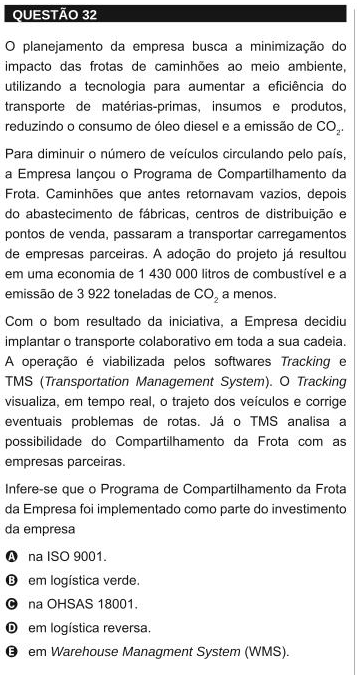 QUESTÃO 32
O planejamento da empresa busca a minimização do
impacto das frotas de caminhões ao meio ambiente,
utilizando a tecnologia para aumentar a eficiência do
transporte de matérias-primas, insumos e produtos,
reduzindo o consumo de óleo diesel e a emissão de CO₂.
Para diminuir o número de veículos circulando pelo país,
a Empresa lançou o Programa de Compartilhamento da
Frota. Caminhões que antes retornavam vazios, depois
do abastecimento de fábricas, centros de distribuição e
pontos de venda, passaram a transportar carregamentos
de empresas parceiras. A adoção do projeto já resultou
em uma economia de 1 430 000 litros de combustível e a
emissão de 3 922 toneladas de CO₂ a menos.
Com o bom resultado da iniciativa, a Empresa decidiu
implantar o transporte colaborativo em toda a sua cadeia.
A operação é viabilizada pelos softwares Tracking e
TMS (Transportation Management System). O Tracking
visualiza, em tempo real, o trajeto dos veículos e corrige
eventuais problemas de rotas. Já o TMS analisa a
possibilidade do Compartilhamento da Frota com as
empresas parceiras.
Infere-se que o Programa de Compartilhamento da Frota
da Empresa foi implementado como parte do investimento
da empresa
A na ISO 9001.
B em logística verde.
C na OHSAS 18001.
D em logística reversa.
E em Warehouse Managment System (WMS).